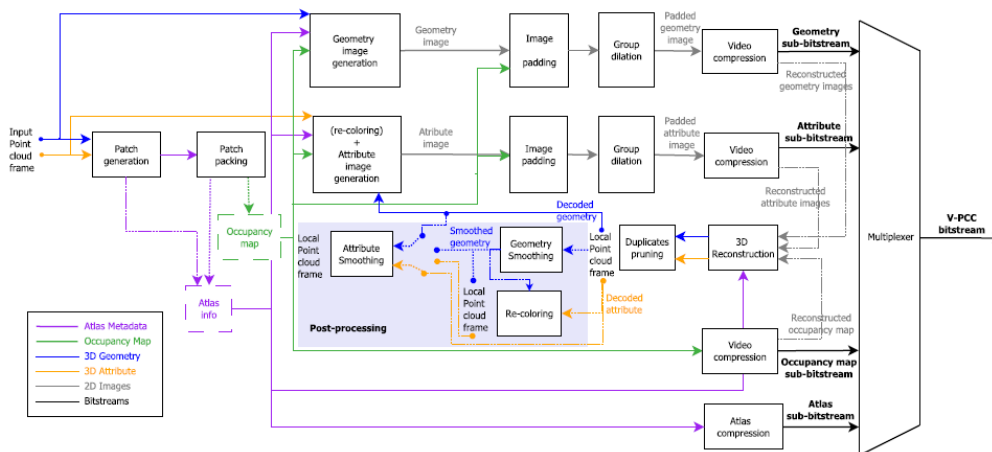 Geometry
image
generation
Geometry
image
Image
padding
Group
dilation
Padded
geometry
image
Video
compression
Geometry
sub-bitstream
Reconstructed
geometry images
Input
Point
cloud
frame
Patch
generation
Patch
packing
(re-coloring)
+
Attribute
image
generation
Atribute
image
Image
padding
Group
dilation
Padded
attribute
image
Video
compression
Attribute
sub-bitstream
Reconstructed
attribute images
Occupancy
map
Atlas
info
Local
Point
cloud
frame
Attribute
Smoothing
Smoothed
geometry
Geometry
Smoothing
Decoded
geometry
Local
Point
cloud
frame
Local
Point
cloud
frame
Re-coloring
Decoded
attribute
Post-processing
Duplicates
pruning
3D
Reconstruction
Reconstructed
occupancy map
Multiplexer
V-PCC
bitstream
Video
compression
Occupancy map
sub-bitstream
Atlas
compression
Atlas
sub-bitstream
Atlas Metadata
Occupancy Map
3D Geometry
3D Attribute
2D Images
Bitstreams